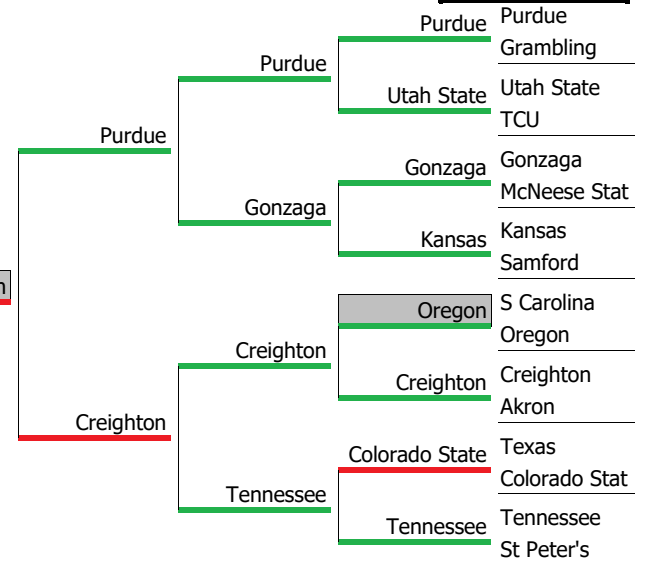 Purdue
Grambling
Utah State
TCU
Gonzaga
McNeese Stat
Kansas
Samford
S Carolina
Oregon
Creighton
Akron
Texas
Colorado Stat
Tennessee
St Peter's
Purdue
Utah State
Gonzaga
Kansas
Oregon
Creighton
Colorado State
Tennessee
Purdue
Gonzaga
Creighton
Tennessee
Purdue
Creighton
n